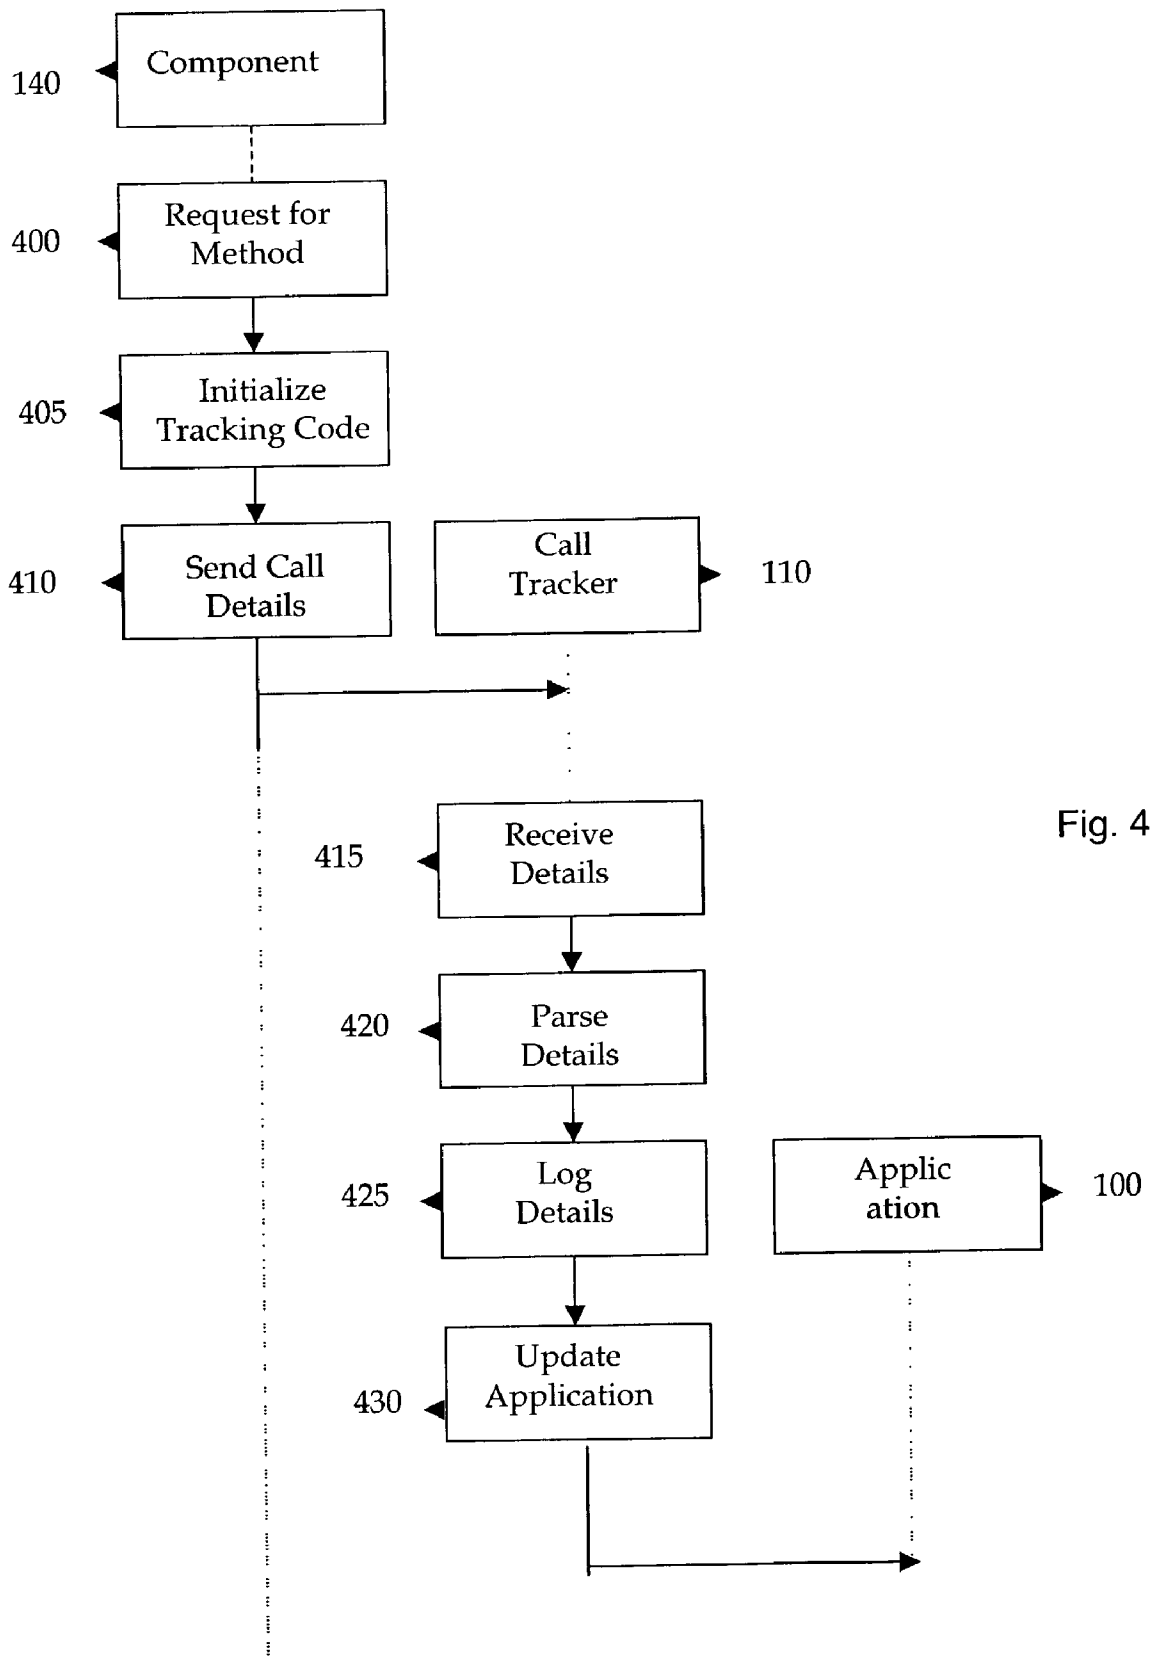 Component
140
Request for
Method
400
Initialize
Tracking Code
405
Send Call
Details
410
Call
Tracker
110
Receive
Details
415
Fig. 4
Parse
Details
420
Log
Details
425
Applic
ation
100
Update
Application
430